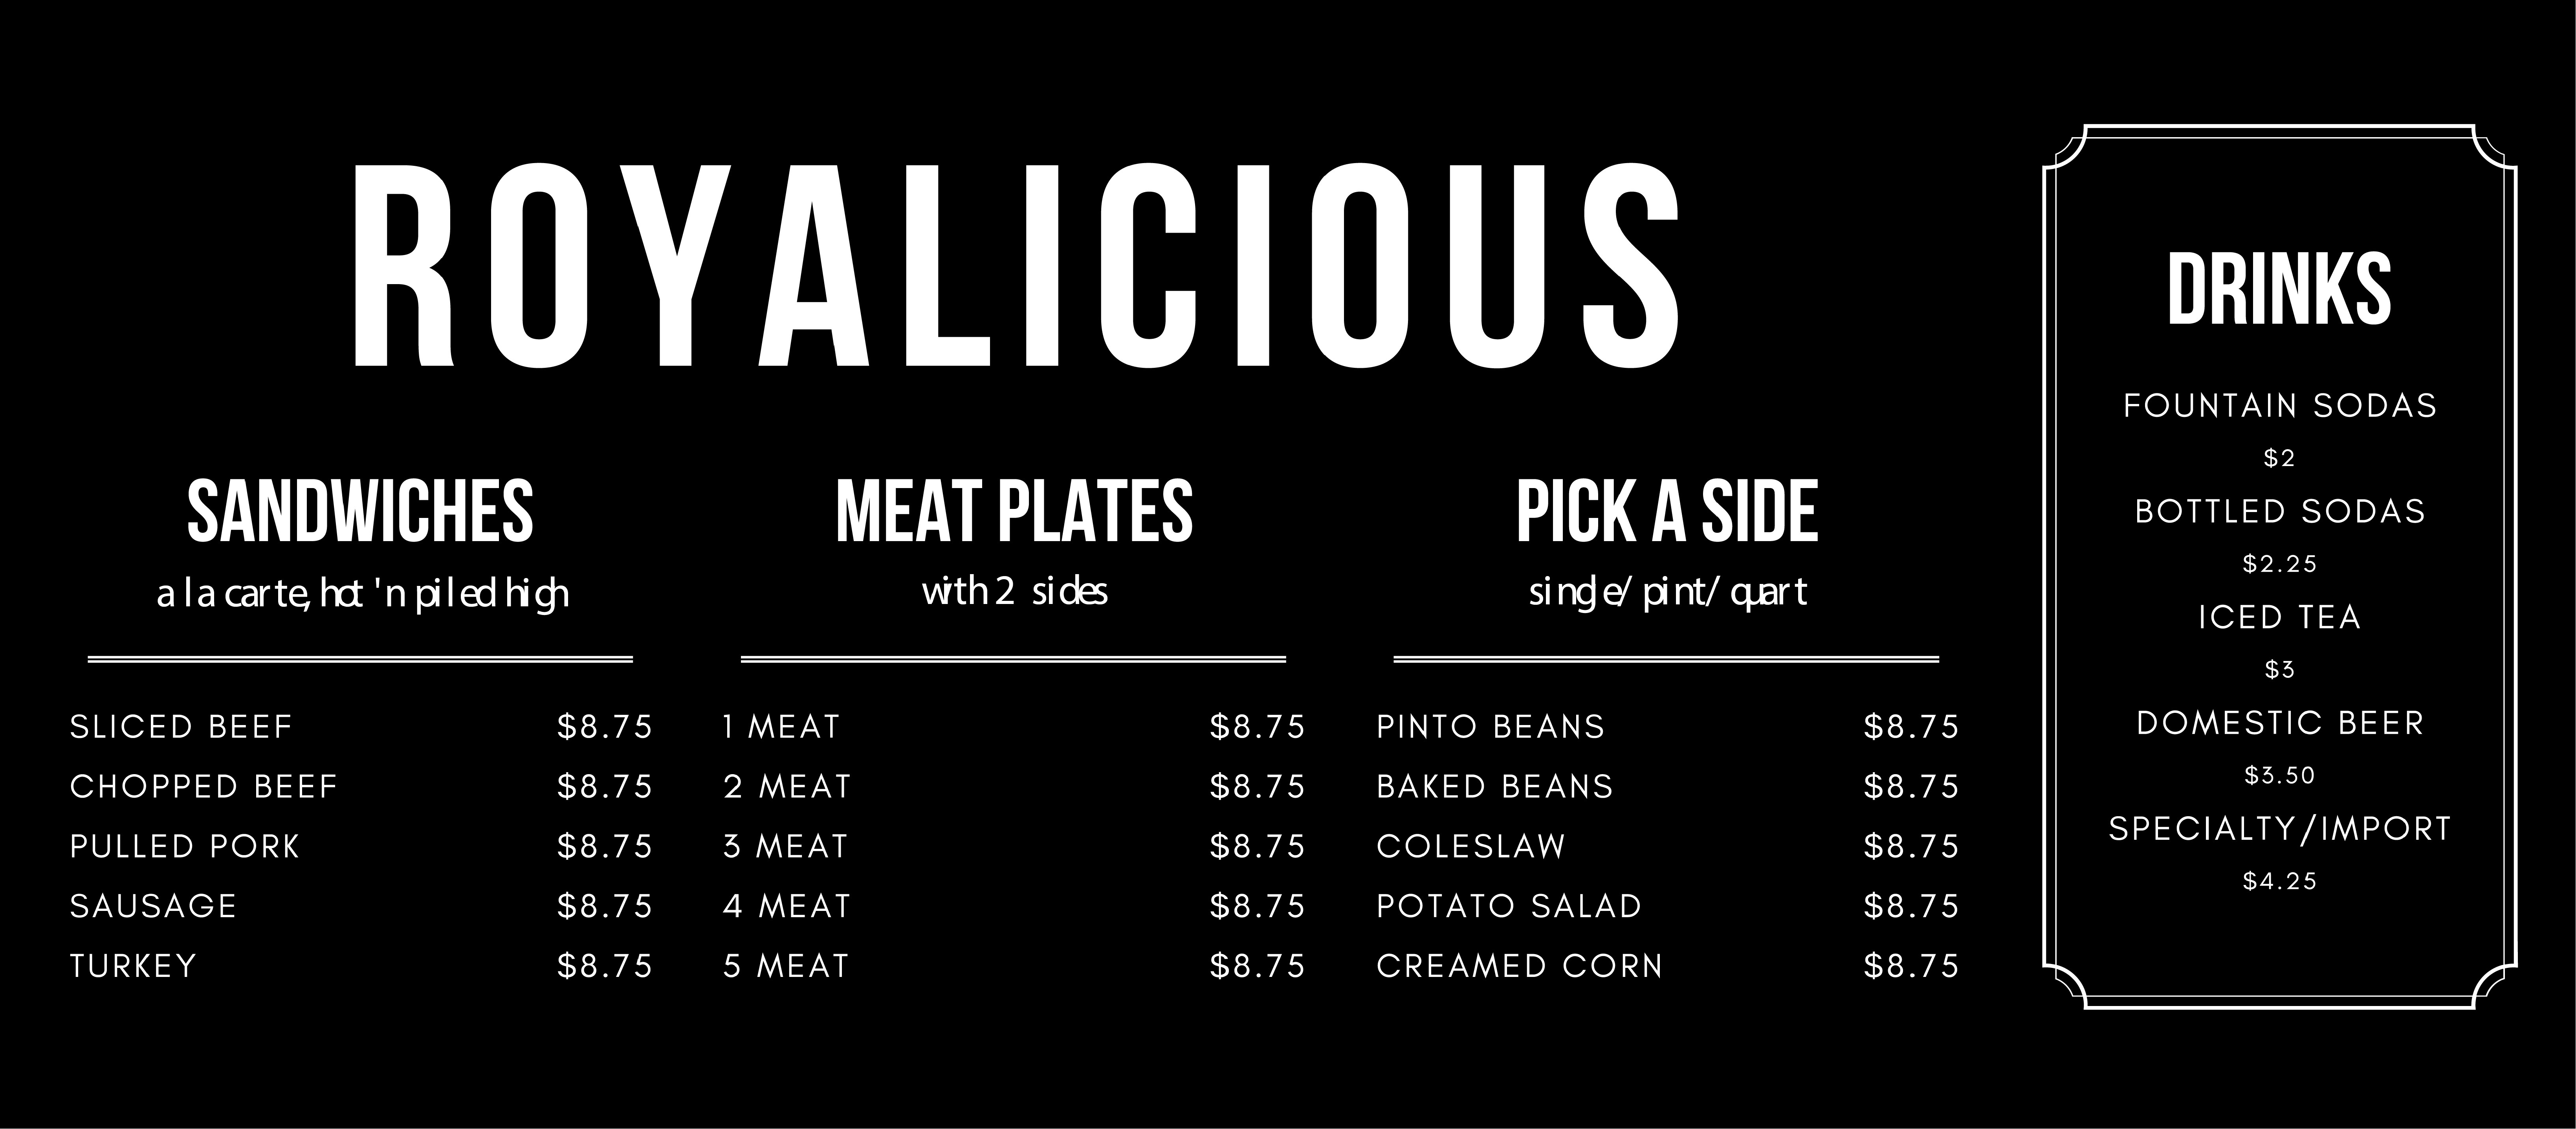 ROYALICIOUS
SANDWICHES
a la carte, hot 'n piled high
SLICED BEEF $8.75
CHOPPED BEEF $8.75
PULLED PORK $8.75
SAUSAGE $8.75
TURKEY $8.75
MEAT PLATES
with 2 sides
1 MEAT $8.75
2 MEAT $8.75
3 MEAT $8.75
4 MEAT $8.75
5 MEAT $8.75
PICK A SIDE
single/ pint/ quart
PINTO BEANS $8.75
BAKED BEANS $8.75
COLESLAW $8.75
POTATO SALAD $8.75
CREAMED CORN $8.75
DRINKS
FOUNTAIN SODAS
$2
BOTTLED SODAS
$2.25
ICED TEA
$3
DOMESTIC BEER
$3.50
SPECIALTY/IMPORT
$4.25